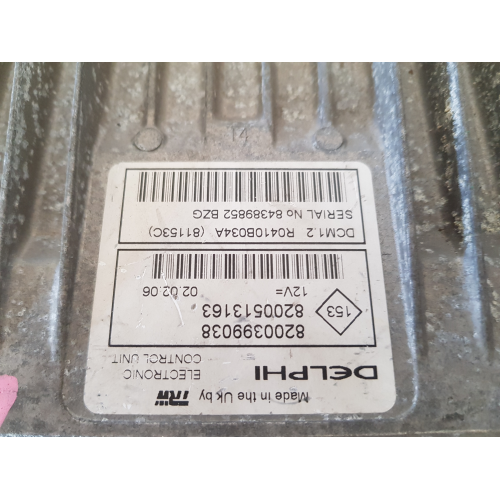 Made in the Uk by TRW
DELPHI
ELECTRONIC
CONTROL UNIT
8200399038
8200513163
153
12V=
02.02.06
DCM1.2 R0410B034A (81153C)
SERIAL No 84389852 BZG
14